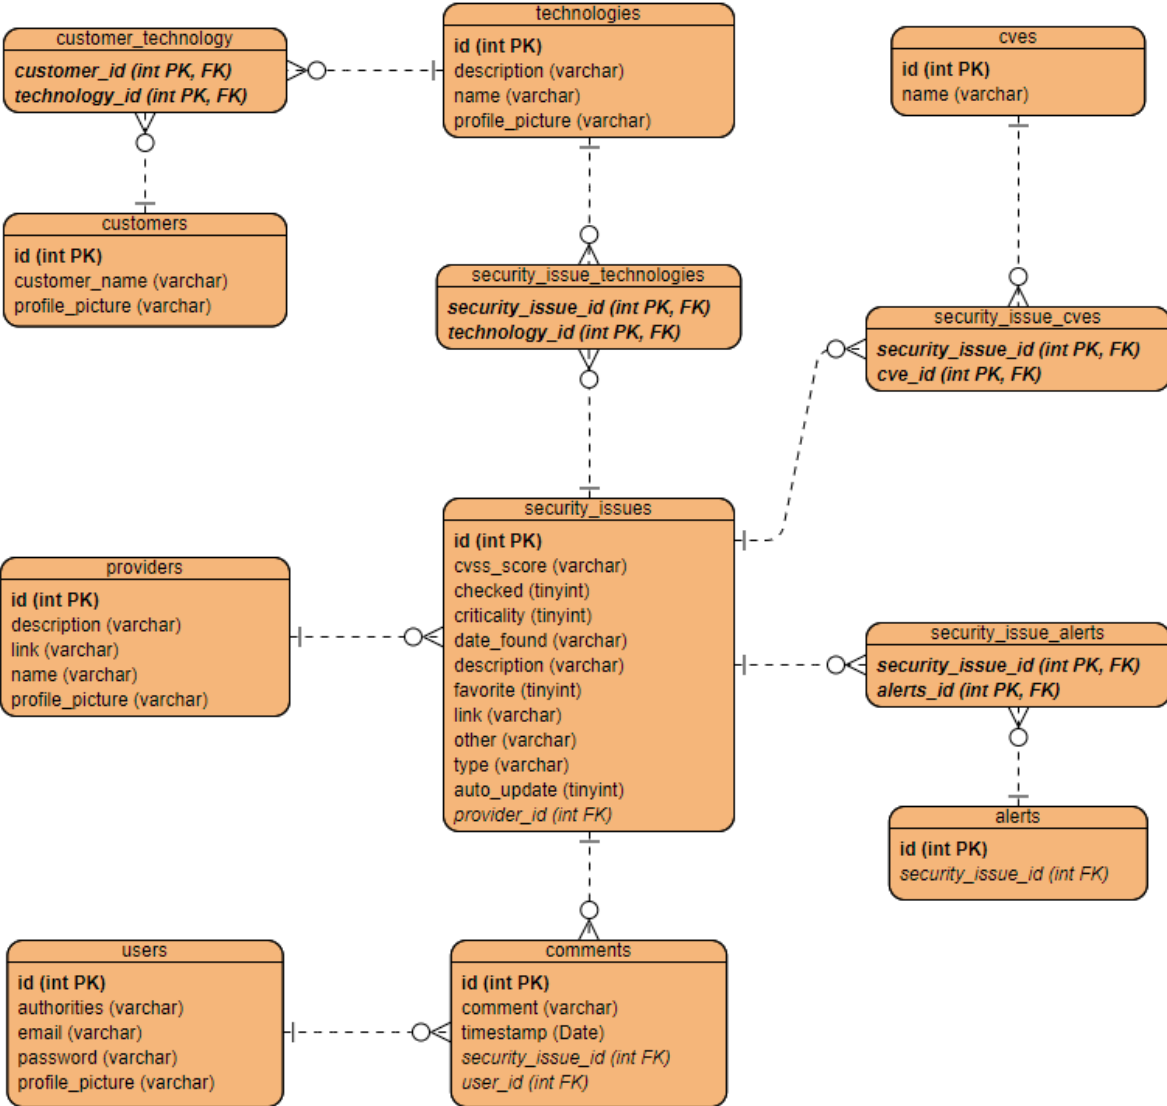 customer_technology
customer_id (int PK, FK)
technology_id (int PK, FK)
technologies
id (int PK)
description (varchar)
name (varchar)
profile_picture (varchar)
cves
id (int PK)
name (varchar)
customers
id (int PK)
customer_name (varchar)
profile_picture (varchar)
security_issue_technologies
security_issue_id (int PK, FK)
technology_id (int PK, FK)
security_issue_cves
security_issue_id (int PK, FK)
cve_id (int PK, FK)
providers
id (int PK)
description (varchar)
link (varchar)
name (varchar)
profile_picture (varchar)
security_issues
id (int PK)
cvss_score (varchar)
checked (tinyint)
criticality (tinyint)
date_found (varchar)
description (varchar)
favorite (tinyint)
link (varchar)
other (varchar)
type (varchar)
auto_update (tinyint)
provider_id (int FK)
security_issue_alerts
security_issue_id (int PK, FK)
alerts_id (int PK, FK)
alerts
id (int PK)
security_issue_id (int FK)
users
id (int PK)
authorities (varchar)
email (varchar)
password (varchar)
profile_picture (varchar)
comments
id (int PK)
comment (varchar)
timestamp (Date)
security_issue_id (int FK)
user_id (int FK)